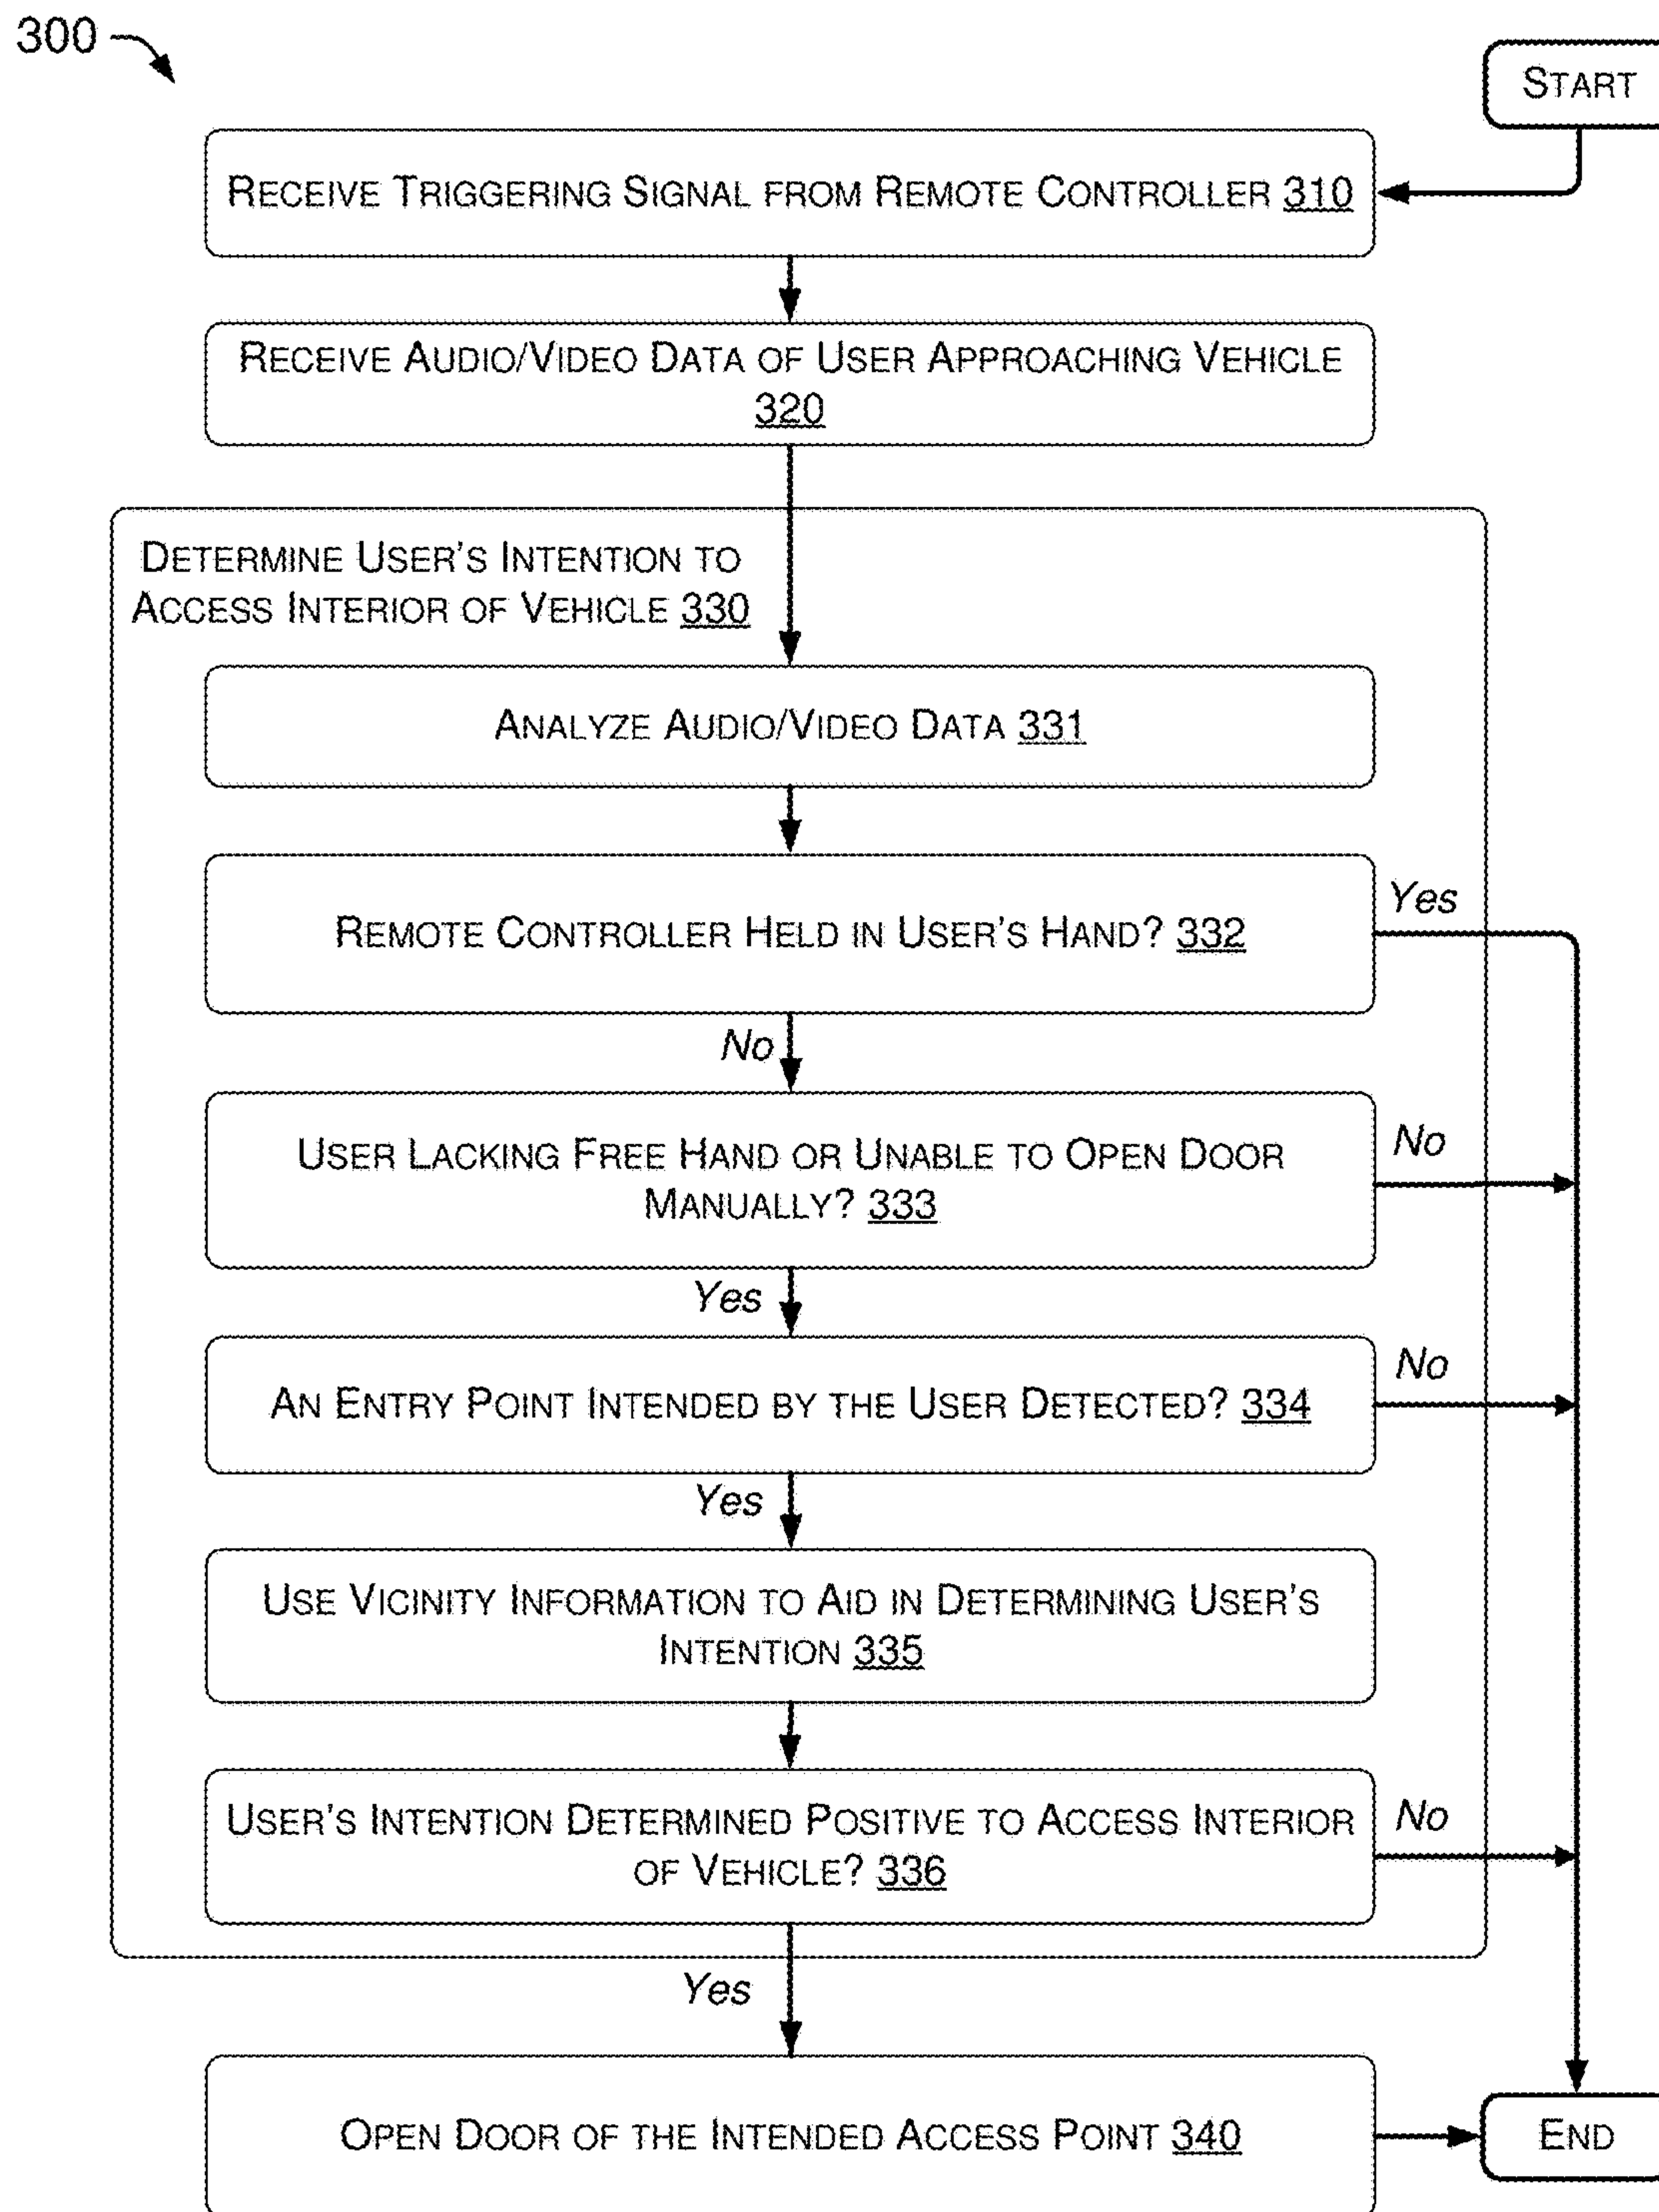 300
START
RECEIVE TRIGGERING SIGNAL FROM REMOTE CONTROLLER 310
RECEIVE AUDIO/VIDEO DATA OF USER APPROACHING VEHICLE
320
DETERMINE USER'S INTENTION TO
ACCESS INTERIOR OF VEHICLE 330
ANALYZE AUDIO/VIDEO DATA 331
REMOTE CONTROLLER HELD IN USER'S HAND? 332
Yes
No
USER LACKING FREE HAND OR UNABLE TO OPEN DOOR
MANUALLY? 333
No
Yes
AN ENTRY POINT INTENDED BY THE USER DETECTED? 334
No
Yes
USE VICINITY INFORMATION TO AID IN DETERMINING USER'S
INTENTION 335
USER'S INTENTION DETERMINED POSITIVE TO ACCESS INTERIOR
OF VEHICLE? 336
No
Yes
OPEN DOOR OF THE INTENDED ACCESS POINT 340
END